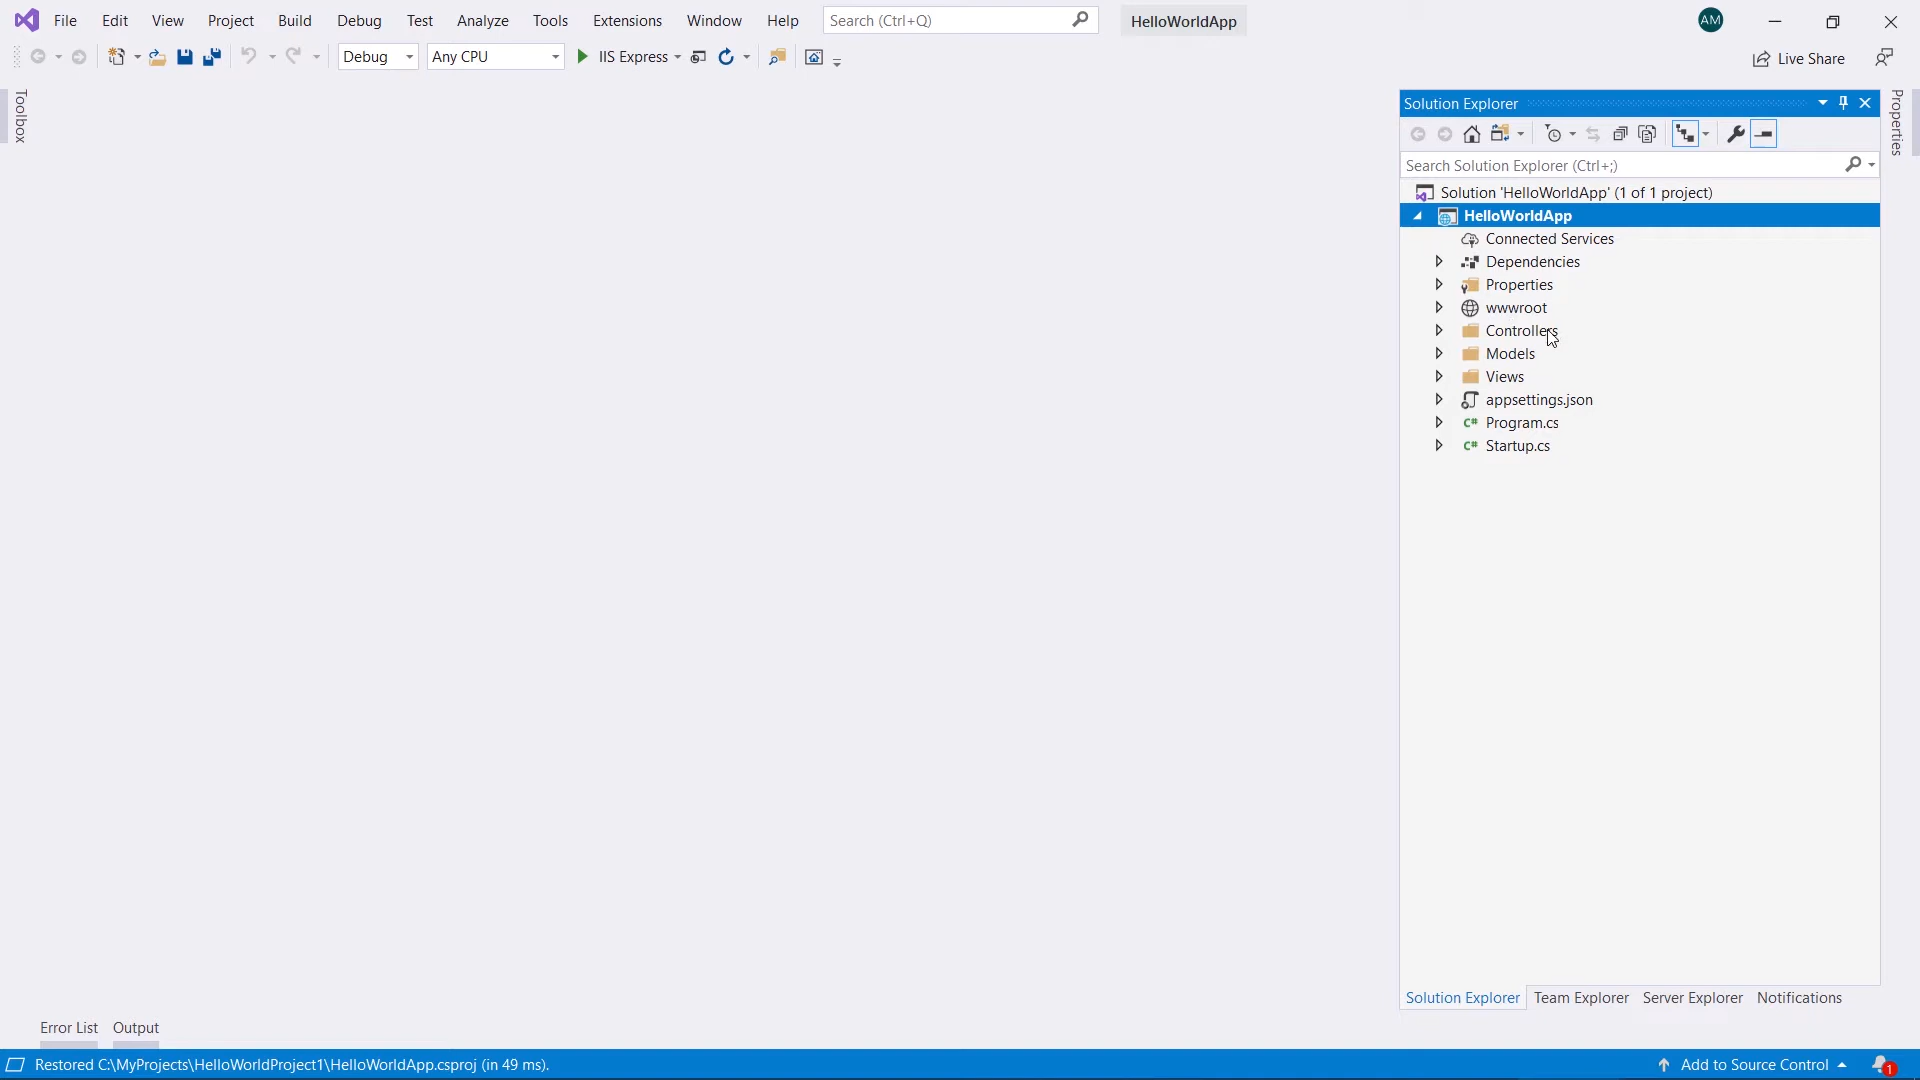 File Edit View Project Build Debug Test Analyze Tools Extensions Window Help Search (Ctrl+Q) HelloWorldApp AM
Debug Any CPU IIS Express Live Share
Toolbox
Properties
Solution Explorer
Search Solution Explorer (Ctrl+;)
Solution 'HelloWorldApp' (1 of 1 project)
HelloWorldApp
Connected Services
Dependencies
Properties
wwwroot
Controllers
Models
Views
appsettings.json
C# Program.cs
C# Startup.cs
Solution Explorer Team Explorer Server Explorer Notifications
Error List Output
Restored C:\MyProjects\HelloWorldProject1\HelloWorldApp.csproj (in 49 ms). Add to Source Control 1